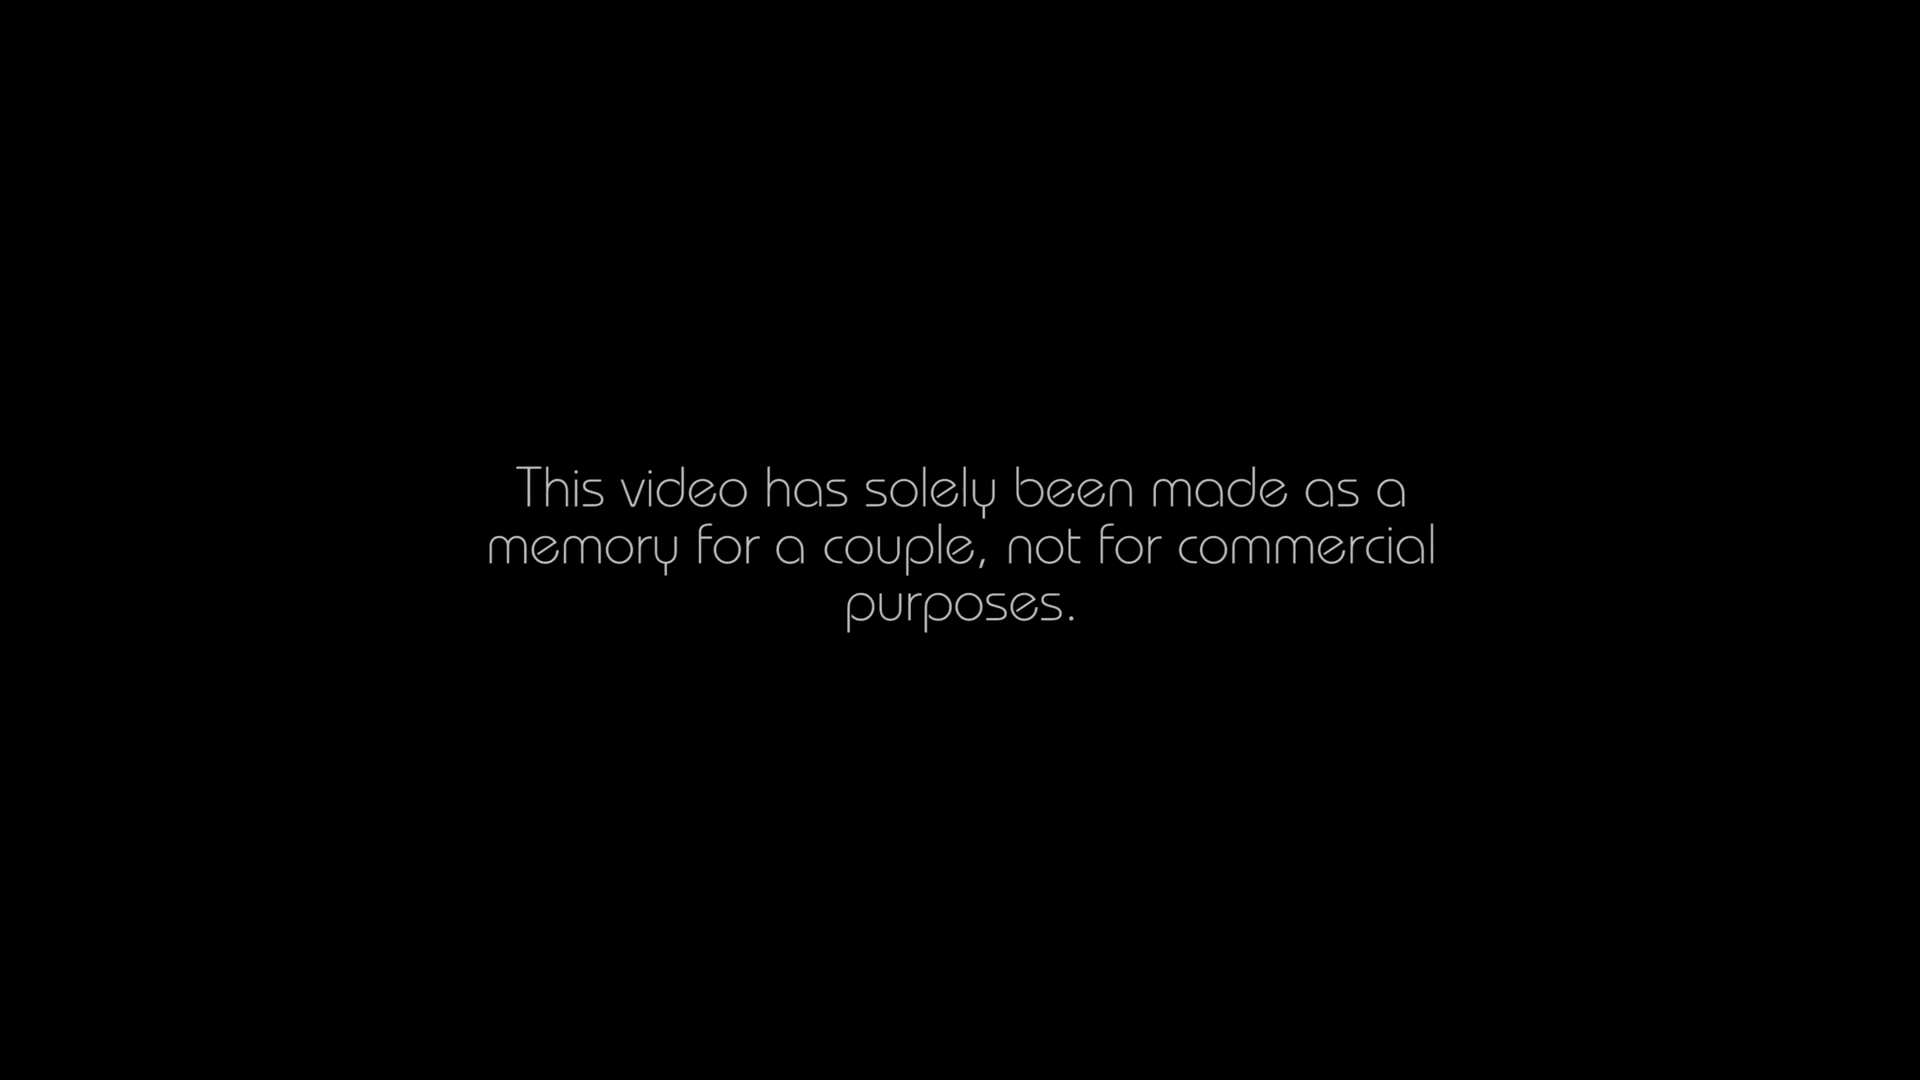 This video has solely been made as a
memory for a couple, not for commercial
purposes.